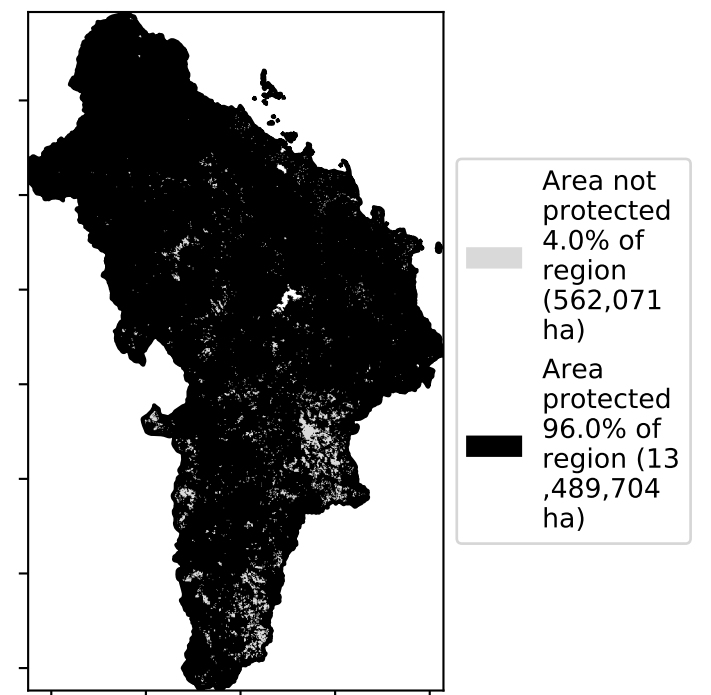 Area not
protected
4.0% of
region
(562,071
ha)
Area
protected
96.0% of
region (13
,489,704
ha)